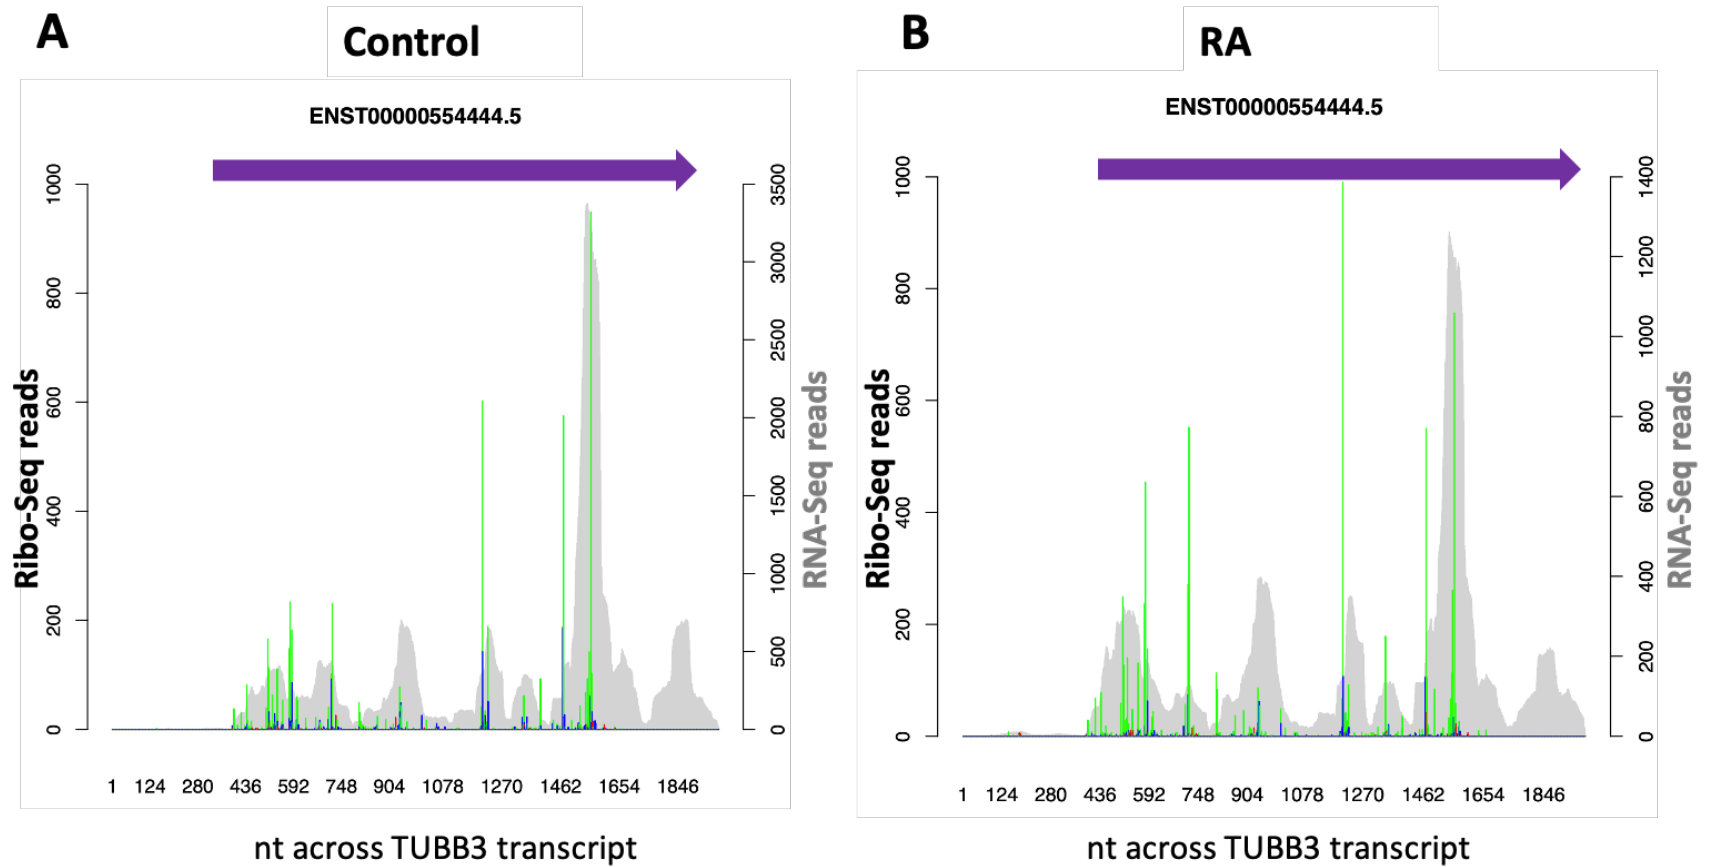 A
Control
ENST00000554444.5
1000
800
600
400
200
0
Ribo-Seq reads
3500
3000
2500
2000
1500
1000
500
0
RNA-Seq reads
1 124 280 436 592 748 904 1078 1270 1462 1654 1846
nt across TUBB3 transcript
B
RA
ENST00000554444.5
1000
800
600
400
200
0
Ribo-Seq reads
1400
1200
1000
800
600
400
200
0
RNA-Seq reads
1 124 280 436 592 748 904 1078 1270 1462 1654 1846
nt across TUBB3 transcript